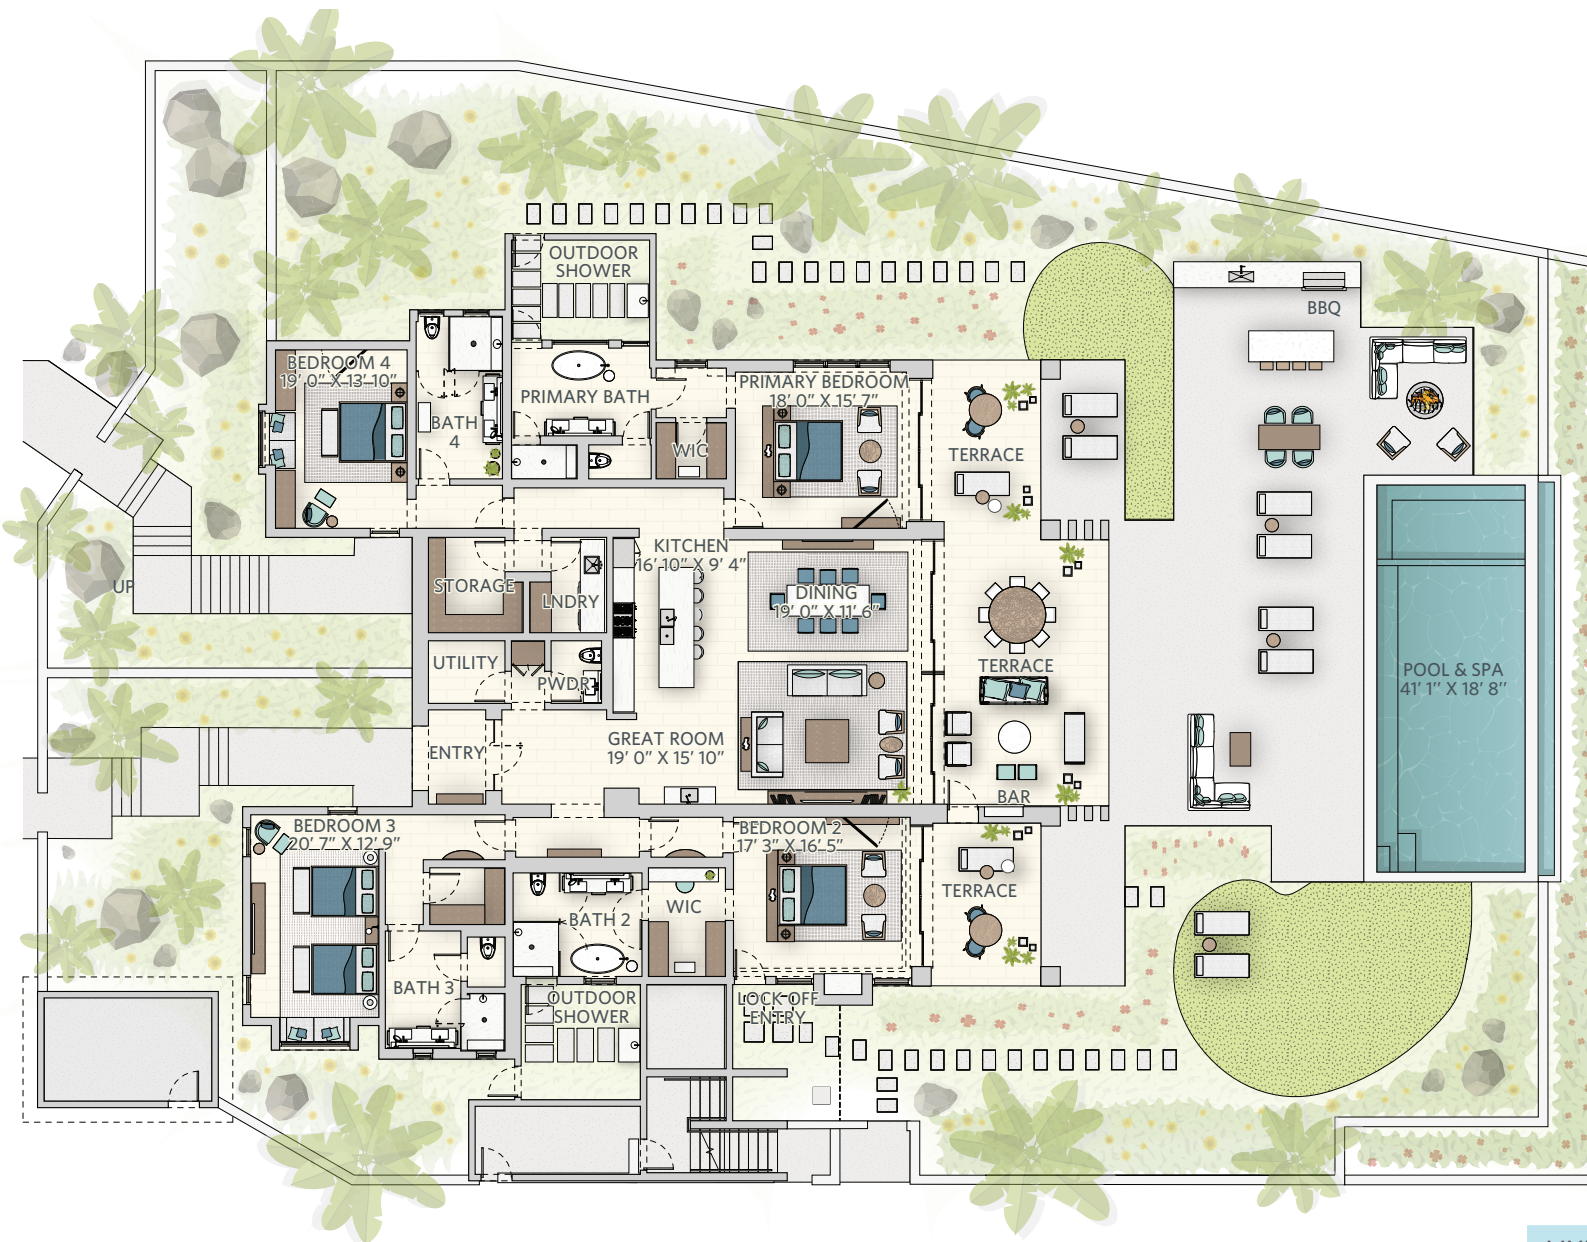 OUTDOOR
SHOWER
BBQ
BEDROOM 4
19' 0" X 13' 10"
PRIMARY BATH
PRIMARY BEDROOM
18' 0" X 15' 7"
BATH
4
WIC
TERRACE
KITCHEN
16' 10" X 9' 4"
UP
STORAGE
LNDRY
DINING
19' 0" X 11' 6"
UTILITY
PWDR
TERRACE
POOL & SPA
41' 1" X 18' 8"
ENTRY
GREAT ROOM
19' 0" X 15' 10"
BAR
BEDROOM 3
20' 7" X 12' 9"
BEDROOM 2
17' 3" X 16' 5"
TERRACE
BATH 2
WIC
BATH 3
OUTDOOR
SHOWER
LOCK-OFF
ENTRY